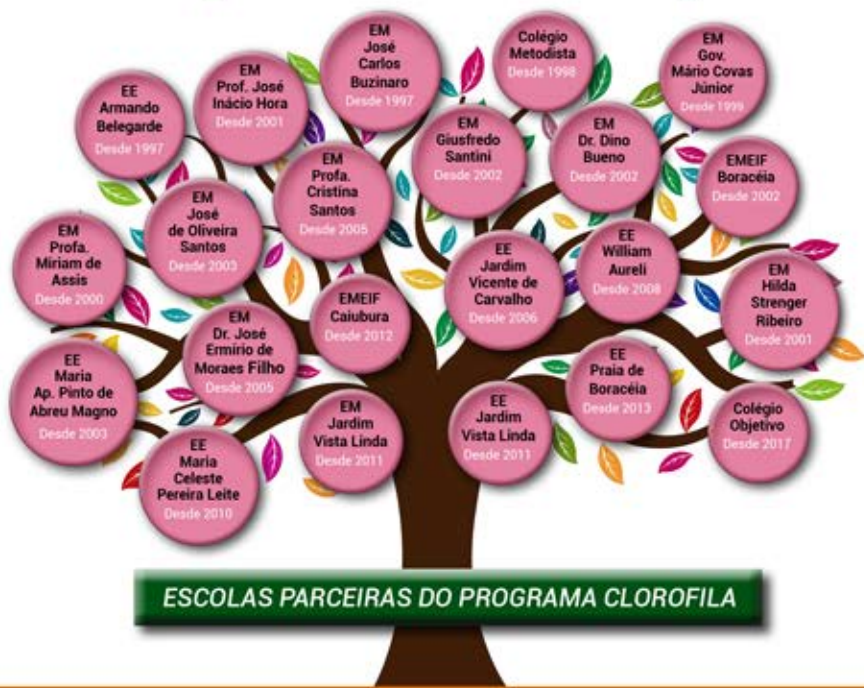 EM
José
Carlos
Buzinaro
Desde 1997
Colégio
Metodista
Desde 1998
EM
Gov.
Mário Covas
Júnior
Desde 1999
EM
Prof. José
Inácio Hora
Desde 2001
EE
Armando
Belegarde
Desde 1997
EM
Giusfredo
Santini
Desde 2002
EM
Dr. Dino
Bueno
Desde 2002
EMEIF
Boracéia
Desde 2002
EM
Profa.
Cristina
Santos
Desde 2005
EM
José
de Oliveira
Santos
Desde 2003
EM
Profa.
Miriam de
Assis
Desde 2000
EE
Jardim
Vicente de
Carvalho
Desde 2006
EE
William
Aureli
Desde 2008
EM
Hilda
Strenger
Ribeiro
Desde 2001
EMEIF
Caiubura
Desde 2012
EM
Dr. José
Ermírio de
Moraes Filho
Desde 2005
EE
Maria
Ap. Pinto de
Abreu Magno
Desde 2003
EE
Praia de
Boracéia
Desde 2013
EM
Jardim
Vista Linda
Desde 2011
EE
Jardim
Vista Linda
Desde 2011
Colégio
Objetivo
Desde 2017
EE
Maria
Celeste
Pereira Leite
Desde 2010
ESCOLAS PARCEIRAS DO PROGRAMA CLOROFILA